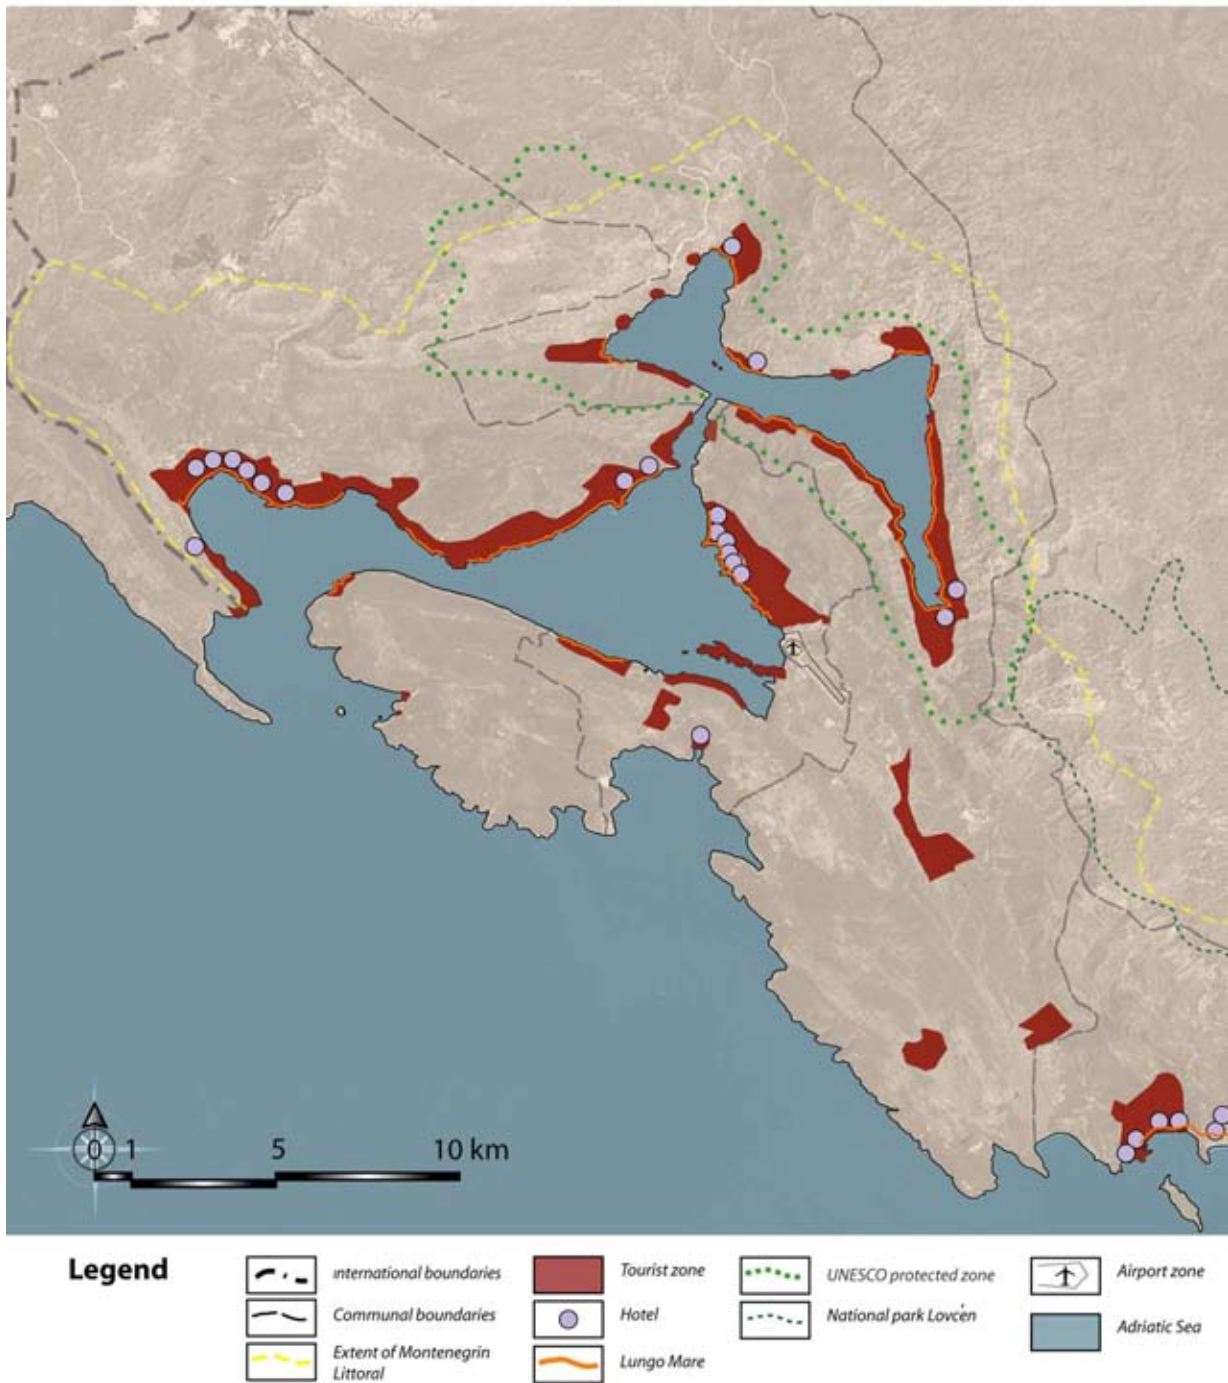 0 1 5 10 km
Legend
international boundaries
Communal boundaries
Extent of Montenegrin
Littoral
Tourist zone
Hotel
Lungo Mare
UNESCO protected zone
National park Lovćen
Airport zone
Adriatic Sea